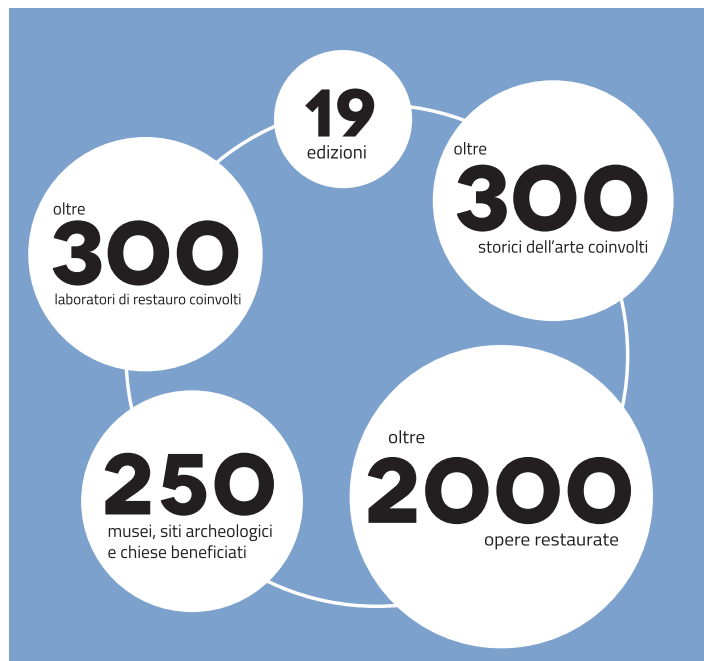 19
edizioni
oltre
300
storici dell'arte coinvolti
oltre
300
laboratori di restauro coinvolti
250
musei, siti archeologici
e chiese beneficiati
oltre
2000
opere restaurate